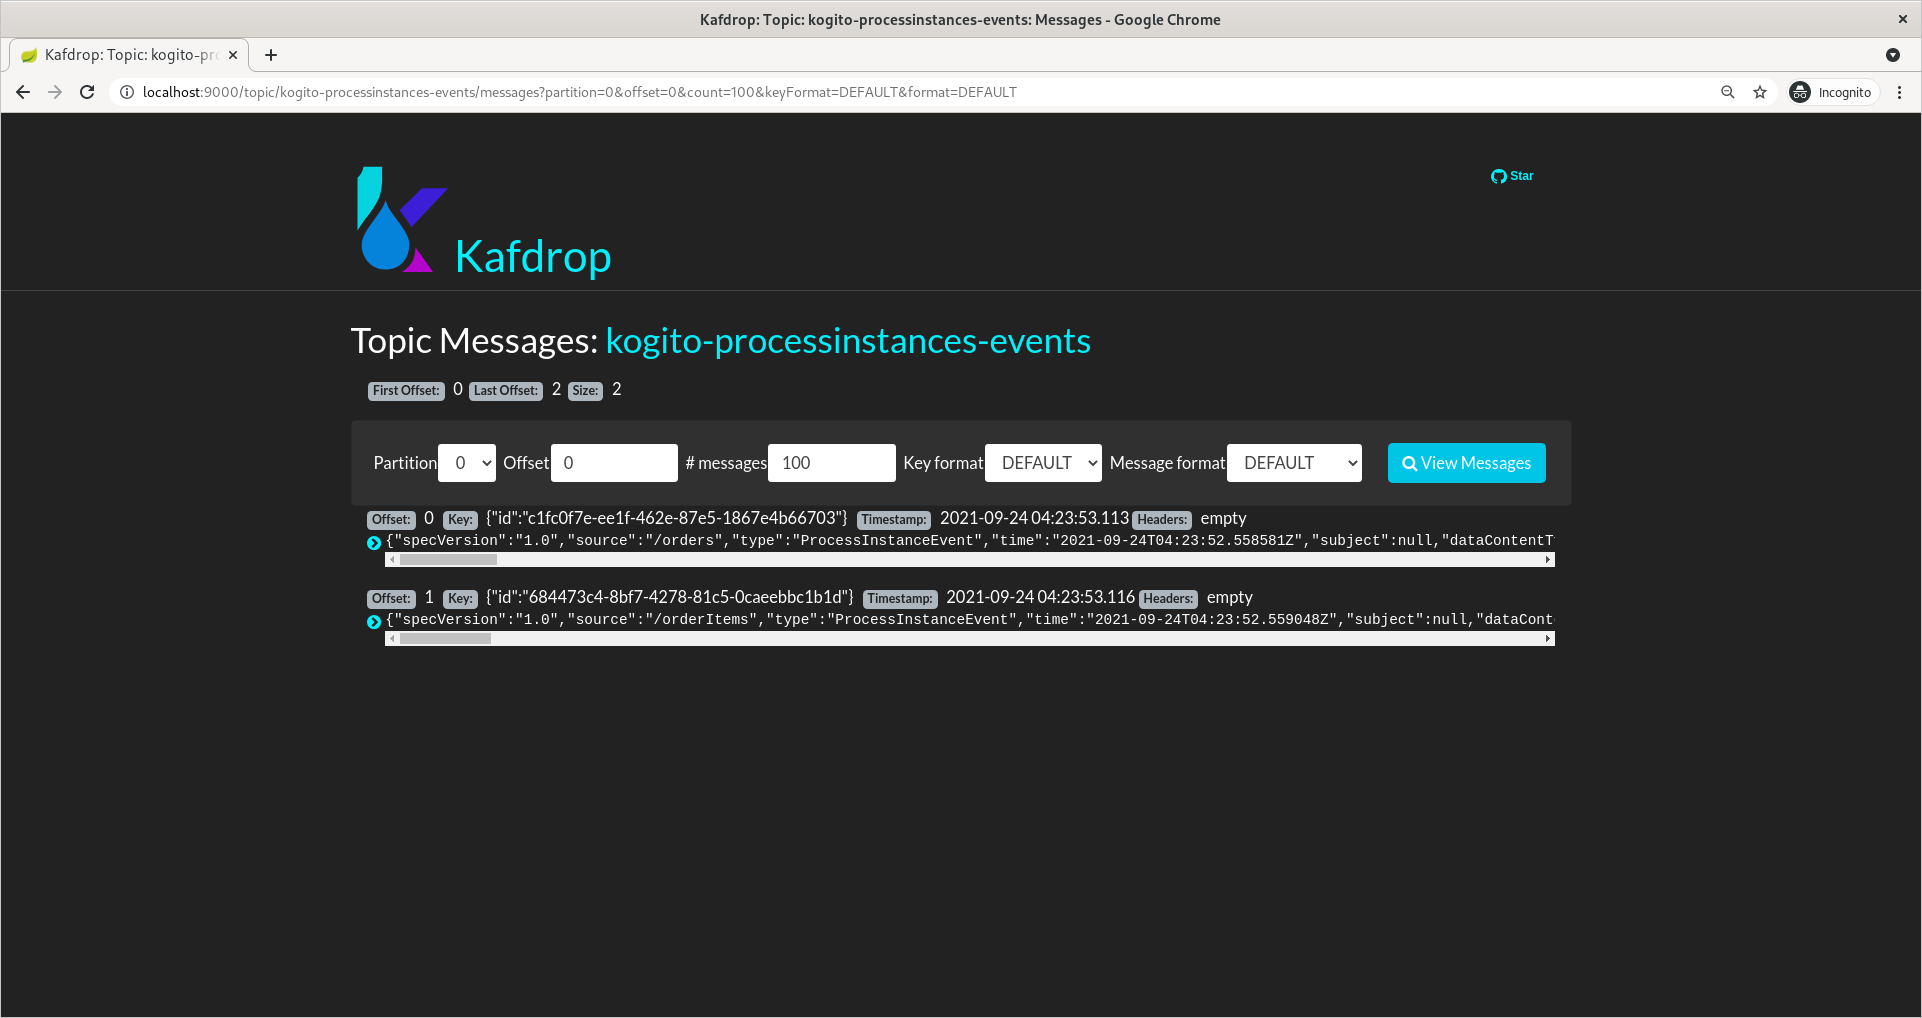 Kafdrop: Topic: kogito-processinstances-events: Messages - Google Chrome
Kafdrop: Topic: kogito-pro
localhost:9000/topic/kogito-processinstances-events/messages?partition=0&offset=0&count=100&keyFormat=DEFAULT&format=DEFAULT
Incognito
Star
Kafdrop
Topic Messages: kogito-processinstances-events
First Offset: 0 Last Offset: 2 Size: 2
Partition 0 Offset 0 # messages 100 Key format DEFAULT Message format DEFAULT View Messages
Offset: 0 Key: {"id":"c1fc0f7e-ee1f-462e-87e5-1867e4b66703"} Timestamp: 2021-09-24 04:23:53.113 Headers: empty
{"specVersion":"1.0","source":"/orders","type":"ProcessInstanceEvent","time":"2021-09-24T04:23:52.558581Z","subject":null,"dataContentT
Offset: 1 Key: {"id":"684473c4-8bf7-4278-81c5-0caeebbc1b1d"} Timestamp: 2021-09-24 04:23:53.116 Headers: empty
{"specVersion":"1.0","source":"/orderItems","type":"ProcessInstanceEvent","time":"2021-09-24T04:23:52.559048Z","subject":null,"dataCont